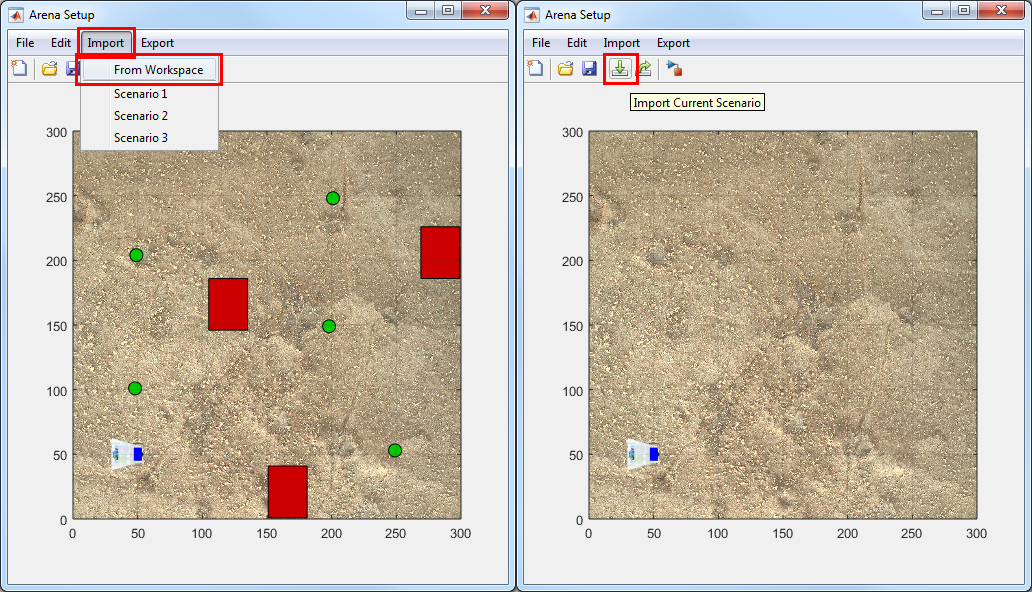 Arena Setup
File Edit Import Export
From Workspace
Scenario 1
Scenario 2
Scenario 3
300
250
200
150
100
50
0
0 50 100 150 200 250 300
Arena Setup
File Edit Import Export
Import Current Scenario
300
250
200
150
100
50
0
0 50 100 150 200 250 300